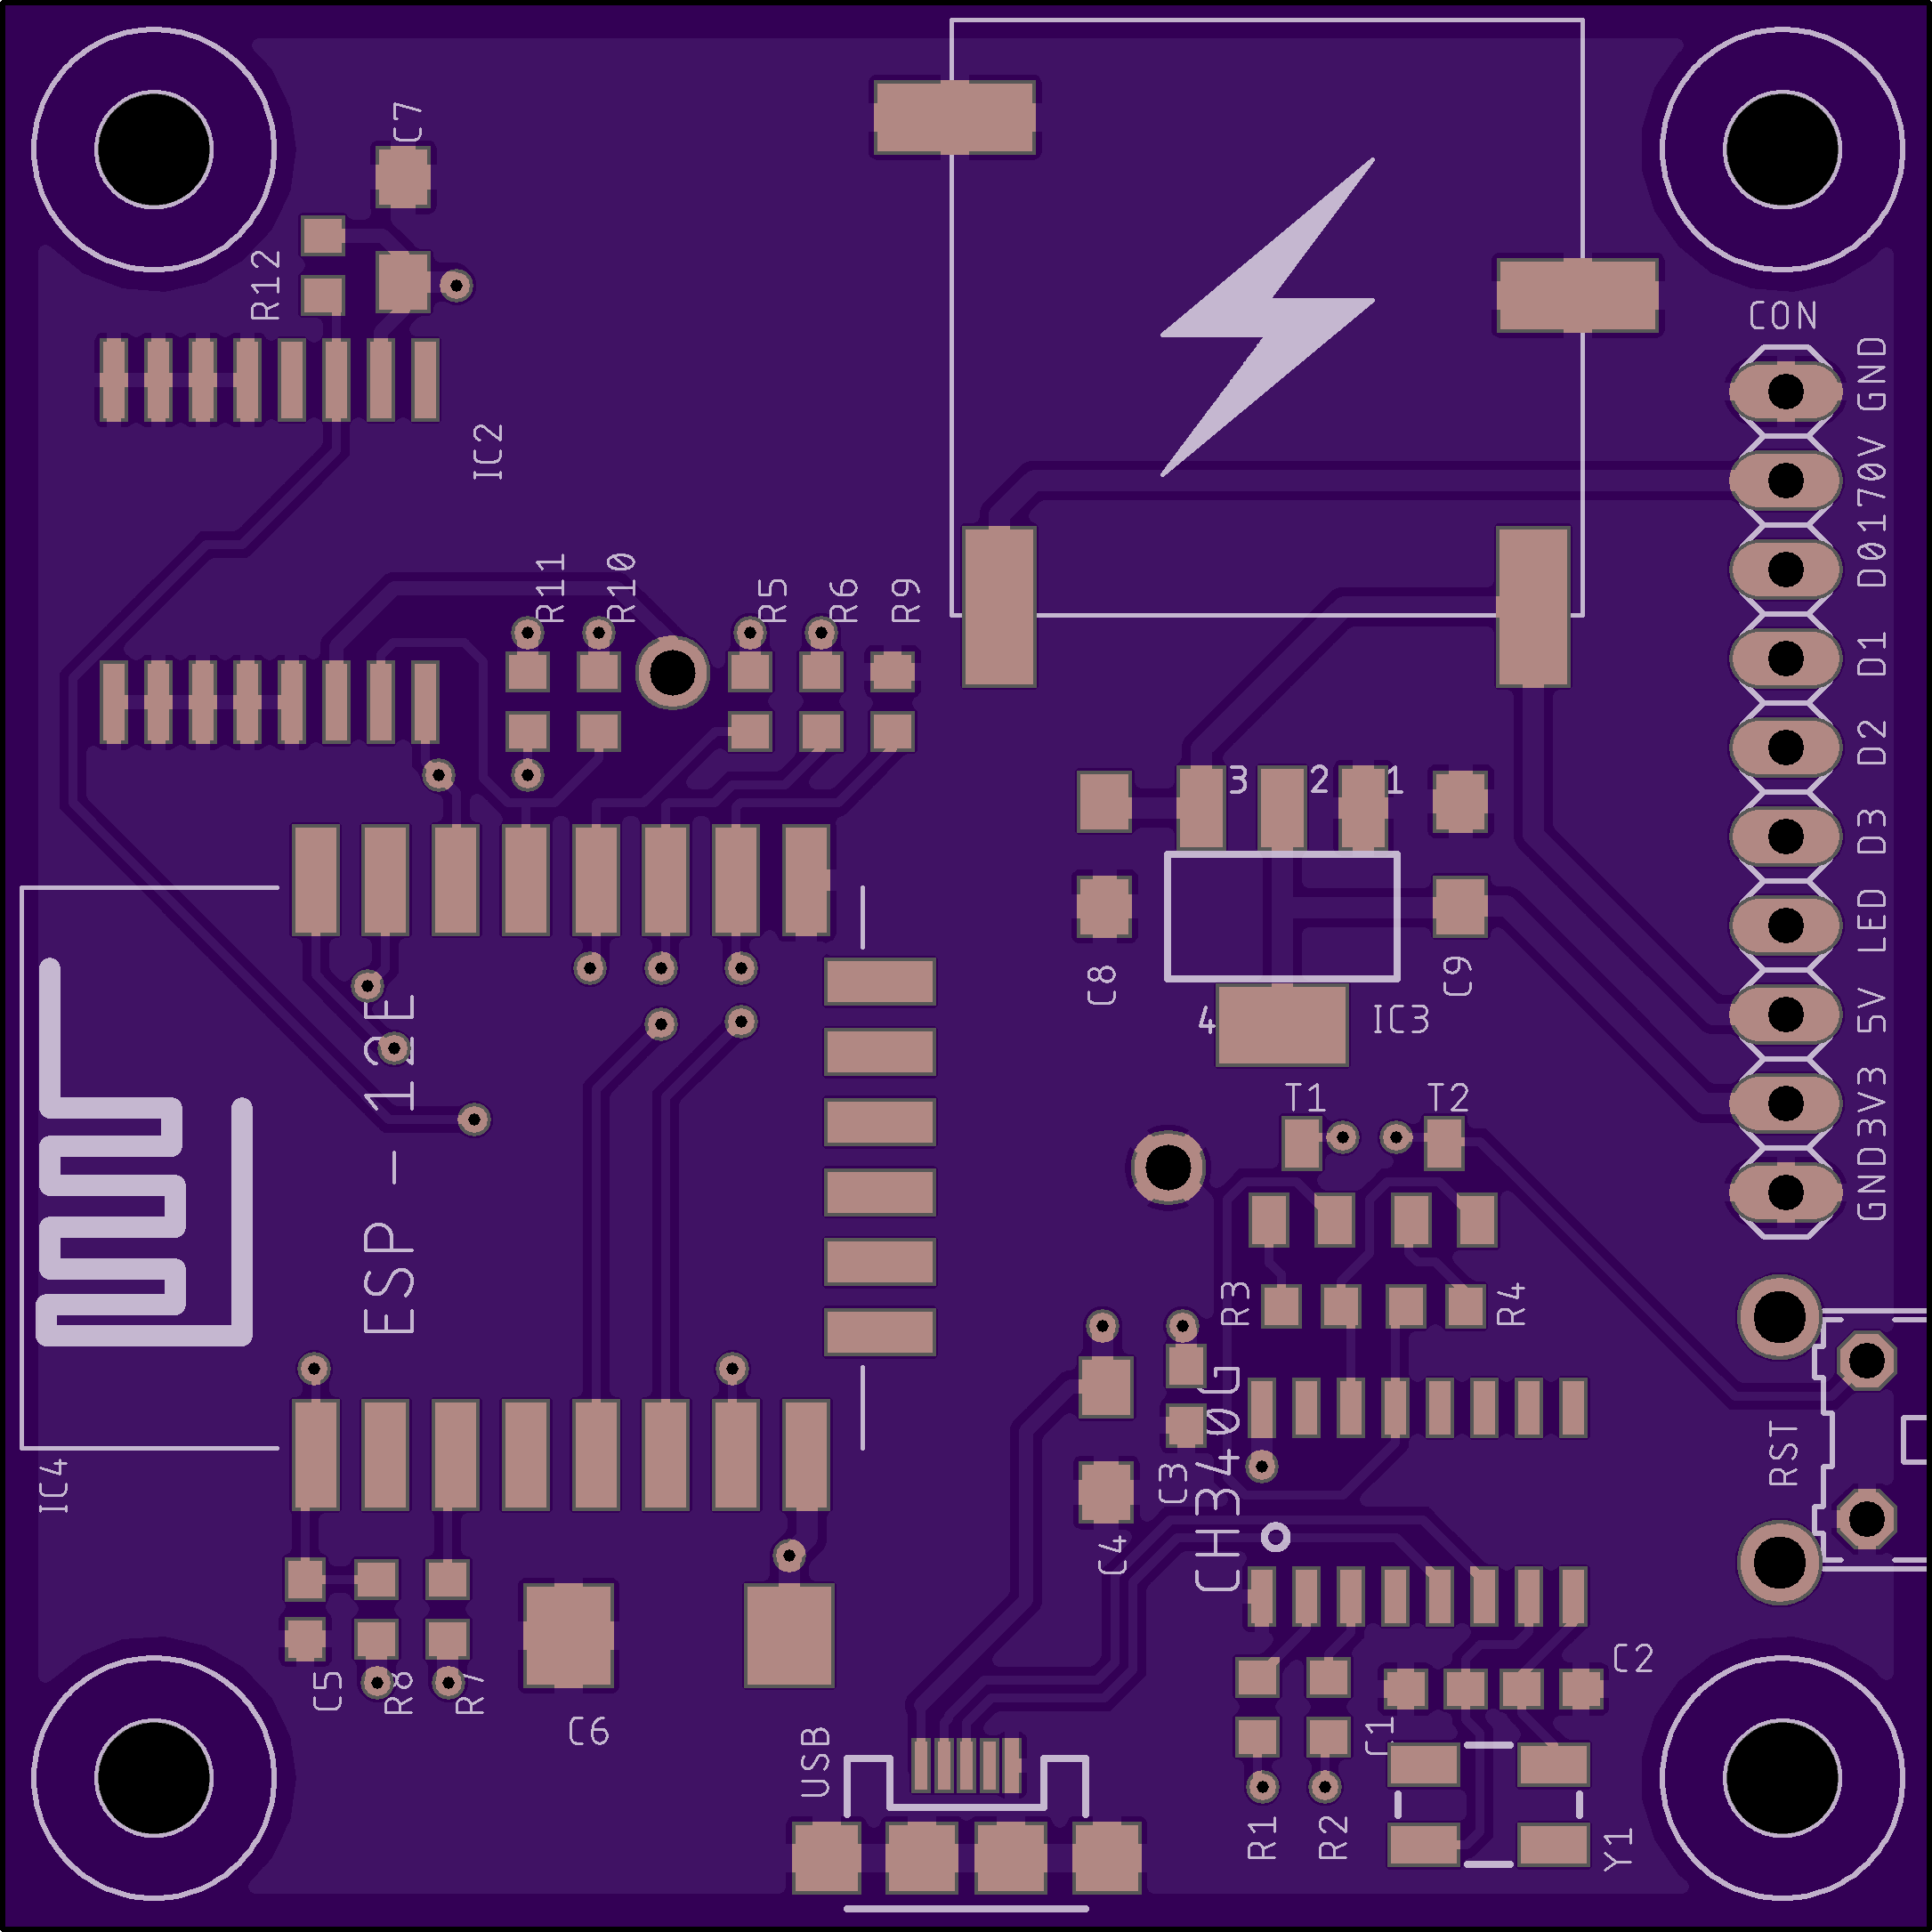 C7
R12
CON
GND
170V
D0
D1
D2
D3
LED
5V
3V3
GND
IC2
R11
R10
R5
R6
R9
3
2
1
C8
C9
4
IC3
T1
T2
ESP-12E
R3
R4
IC4
C3
CH340G
C4
RST
C5
R8
R7
C6
USB
C2
C1
R1
R2
Y1